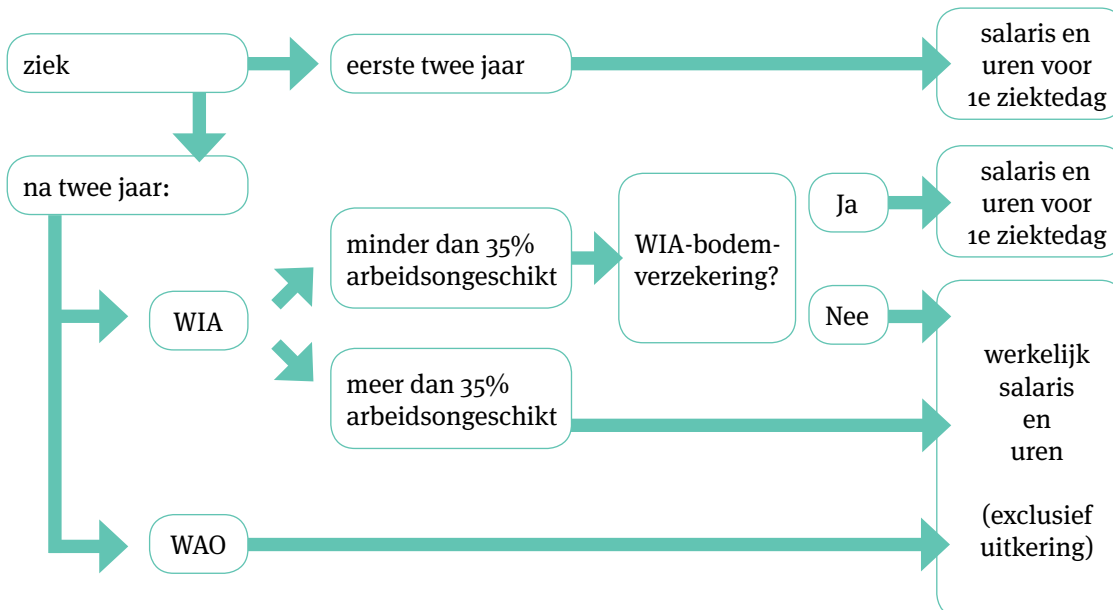 ziek
eerste twee jaar
salaris en
uren voor
1e ziektedag
na twee jaar:
salaris en
uren voor
1e ziektedag
Ja
minder dan 35%
arbeidsongeschikt
WIA-bodem-
verzekering?
Nee
WIA
werkelijk
salaris
en
uren
(exclusief
uitkering)
meer dan 35%
arbeidsongeschikt
WAO